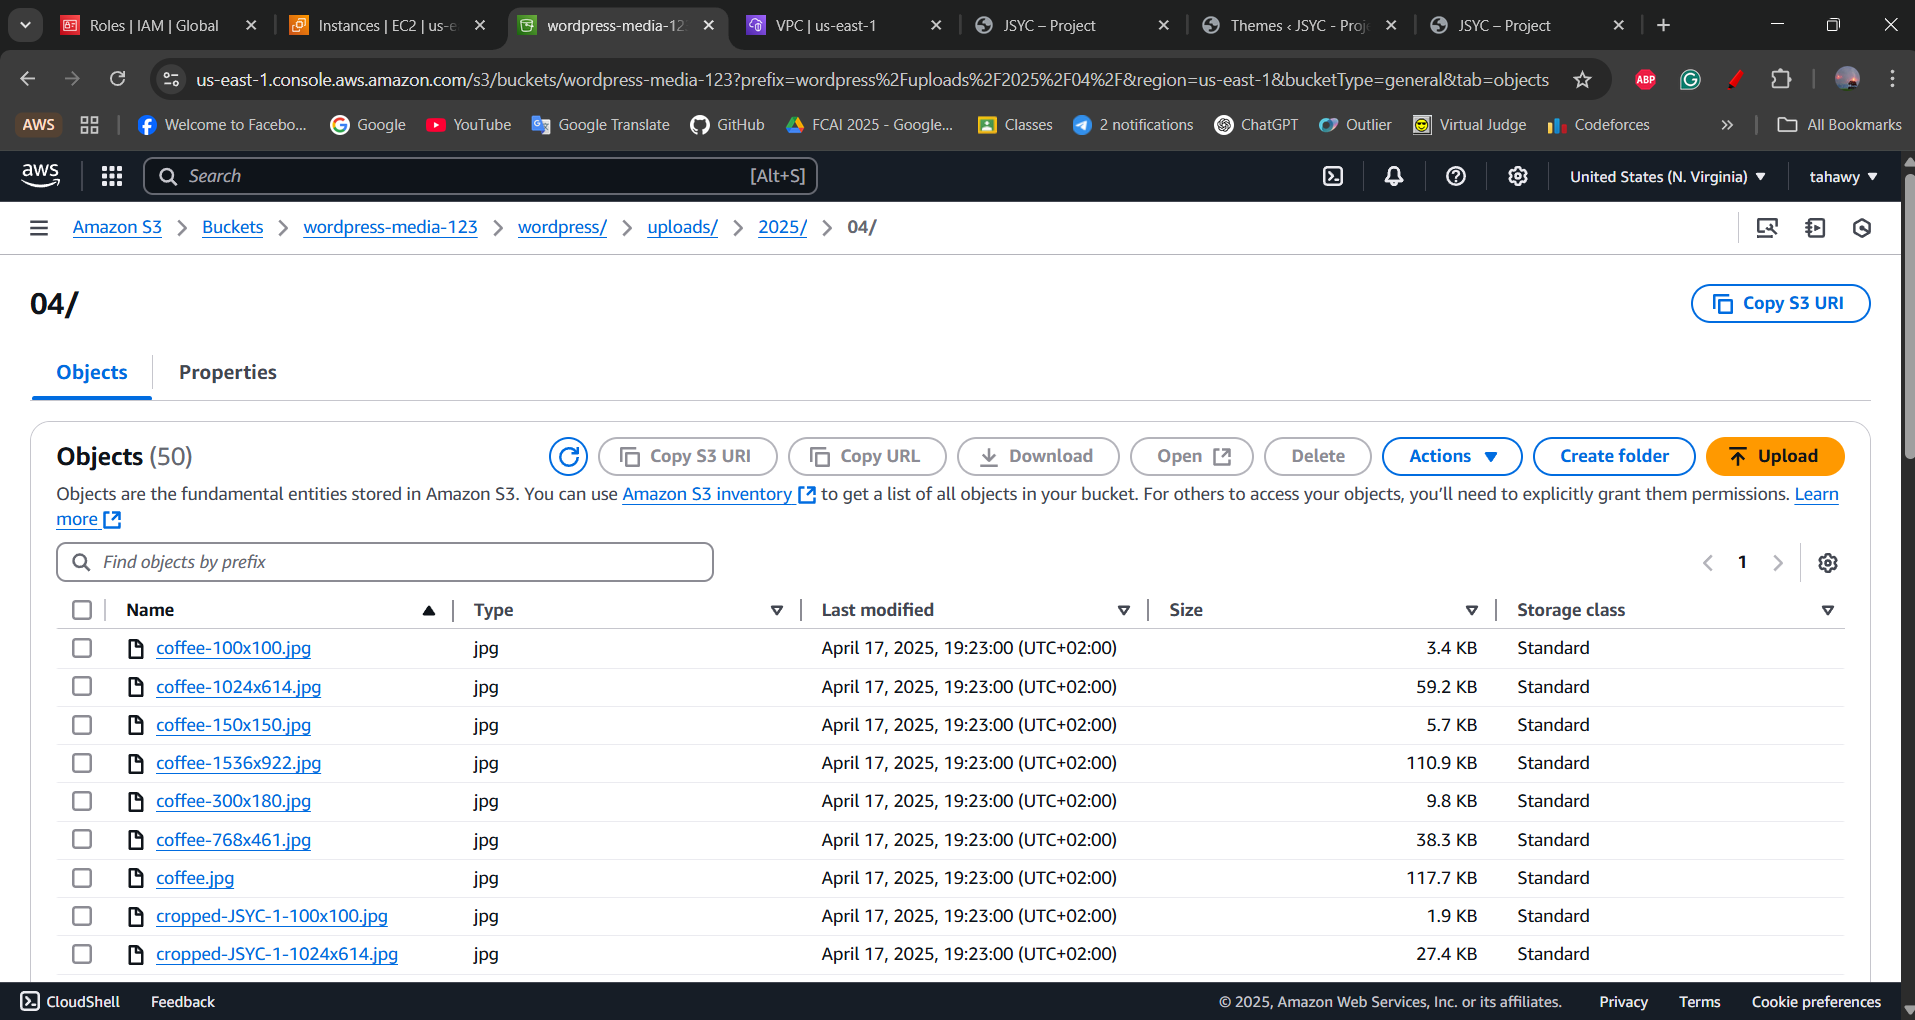 Roles | IAM | Global
Instances | EC2 | us-e
wordpress-media-12
VPC | us-east-1
JSYC – Project
Themes ‹ JSYC - Proje
JSYC – Project
us-east-1.console.aws.amazon.com/s3/buckets/wordpress-media-123?prefix=wordpress%2Fuploads%2F2025%2F04%2F&region=us-east-1&bucketType=general&tab=objects
ABP
AWS
Welcome to Facebo...
Google
YouTube
Google Translate
GitHub
FCAI 2025 - Google...
Classes
2 notifications
ChatGPT
Outlier
Virtual Judge
Codeforces
All Bookmarks
aws
Search
[Alt+S]
United States (N. Virginia)
tahawy
Amazon S3
Buckets
wordpress-media-123
wordpress/
uploads/
2025/
04/
04/
Copy S3 URI
Objects
Properties
Objects (50)
Copy S3 URI
Copy URL
Download
Open
Delete
Actions
Create folder
Upload
Objects are the fundamental entities stored in Amazon S3. You can use Amazon S3 inventory to get a list of all objects in your bucket. For others to access your objects, you’ll need to explicitly grant them permissions. Learn
more
Find objects by prefix
1
Name Type Last modified Size Storage class
coffee-100x100.jpg jpg April 17, 2025, 19:23:00 (UTC+02:00) 3.4 KB Standard
coffee-1024x614.jpg jpg April 17, 2025, 19:23:00 (UTC+02:00) 59.2 KB Standard
coffee-150x150.jpg jpg April 17, 2025, 19:23:00 (UTC+02:00) 5.7 KB Standard
coffee-1536x922.jpg jpg April 17, 2025, 19:23:00 (UTC+02:00) 110.9 KB Standard
coffee-300x180.jpg jpg April 17, 2025, 19:23:00 (UTC+02:00) 9.8 KB Standard
coffee-768x461.jpg jpg April 17, 2025, 19:23:00 (UTC+02:00) 38.3 KB Standard
coffee.jpg jpg April 17, 2025, 19:23:00 (UTC+02:00) 117.7 KB Standard
cropped-JSYC-1-100x100.jpg jpg April 17, 2025, 19:23:00 (UTC+02:00) 1.9 KB Standard
cropped-JSYC-1-1024x614.jpg jpg April 17, 2025, 19:23:00 (UTC+02:00) 27.4 KB Standard
CloudShell
Feedback
© 2025, Amazon Web Services, Inc. or its affiliates.
Privacy
Terms
Cookie preferences